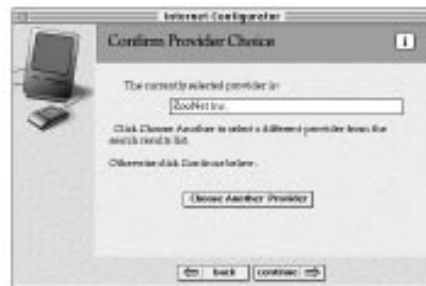 Internet Configurator
Confirm Provider Choice
i
The currently selected provider is:
ZooNet Inc.
Click Choose Another to select a different provider from the
search results list.
Otherwise click Continue below.
Choose Another Provider
back
continue